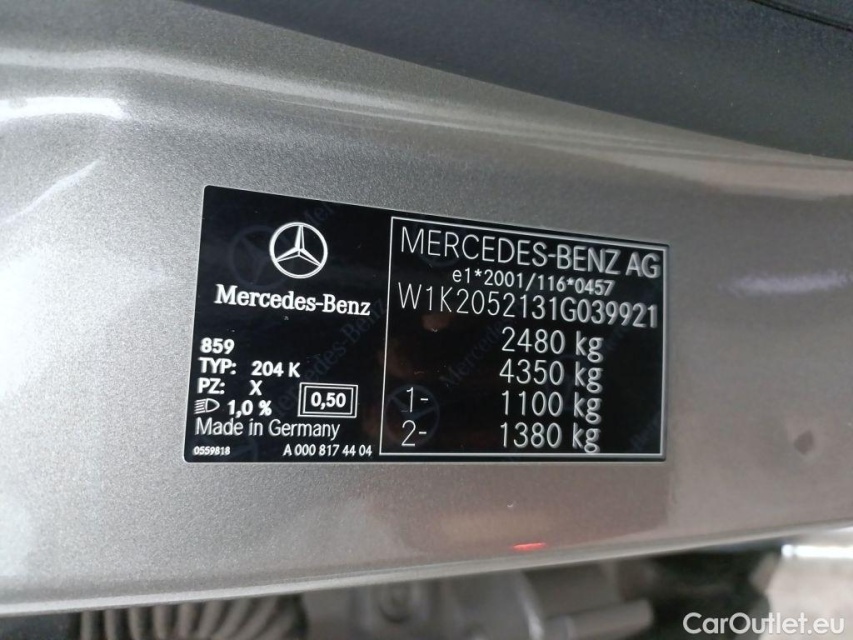 Mercedes-Benz
859
TYP: 204 K
PZ: X
1,0 %
0,50
Made in Germany
0559818
A 000 817 44 04
MERCEDES-BENZ AG
e1*2001/116*0457
W1K2052131G039921
2480 kg
4350 kg
1- 1100 kg
2- 1380 kg
CarOutlet.eu